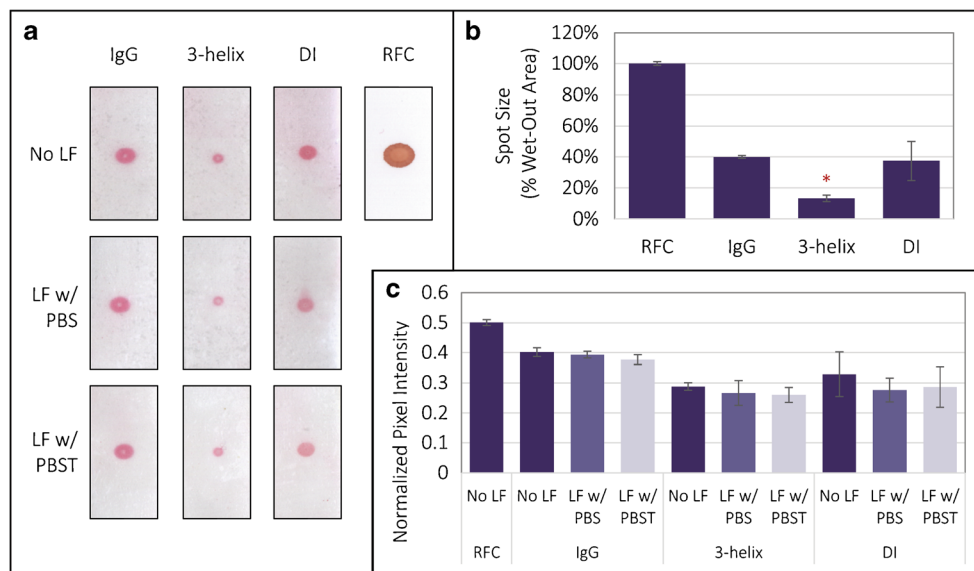 a
IgG 3-helix DI RFC
No LF
LF w/
PBS
LF w/
PBST
b
Spot Size
(% Wet-Out Area)
120%
100%
80%
60%
40%
20%
0%
*
RFC IgG 3-helix DI
c
Normalized Pixel Intensity
0.6
0.5
0.4
0.3
0.2
0.1
0
No LF No LF LF w/ LF w/ No LF LF w/ LF w/ No LF LF w/ LF w/
PBS PBST PBS PBST PBS PBST
RFC IgG 3-helix DI